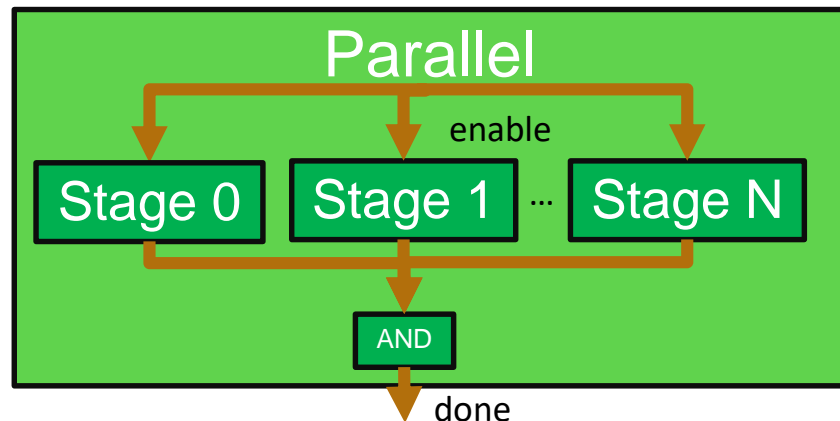 Parallel
enable
Stage 0
Stage 1
...
Stage N
AND
done